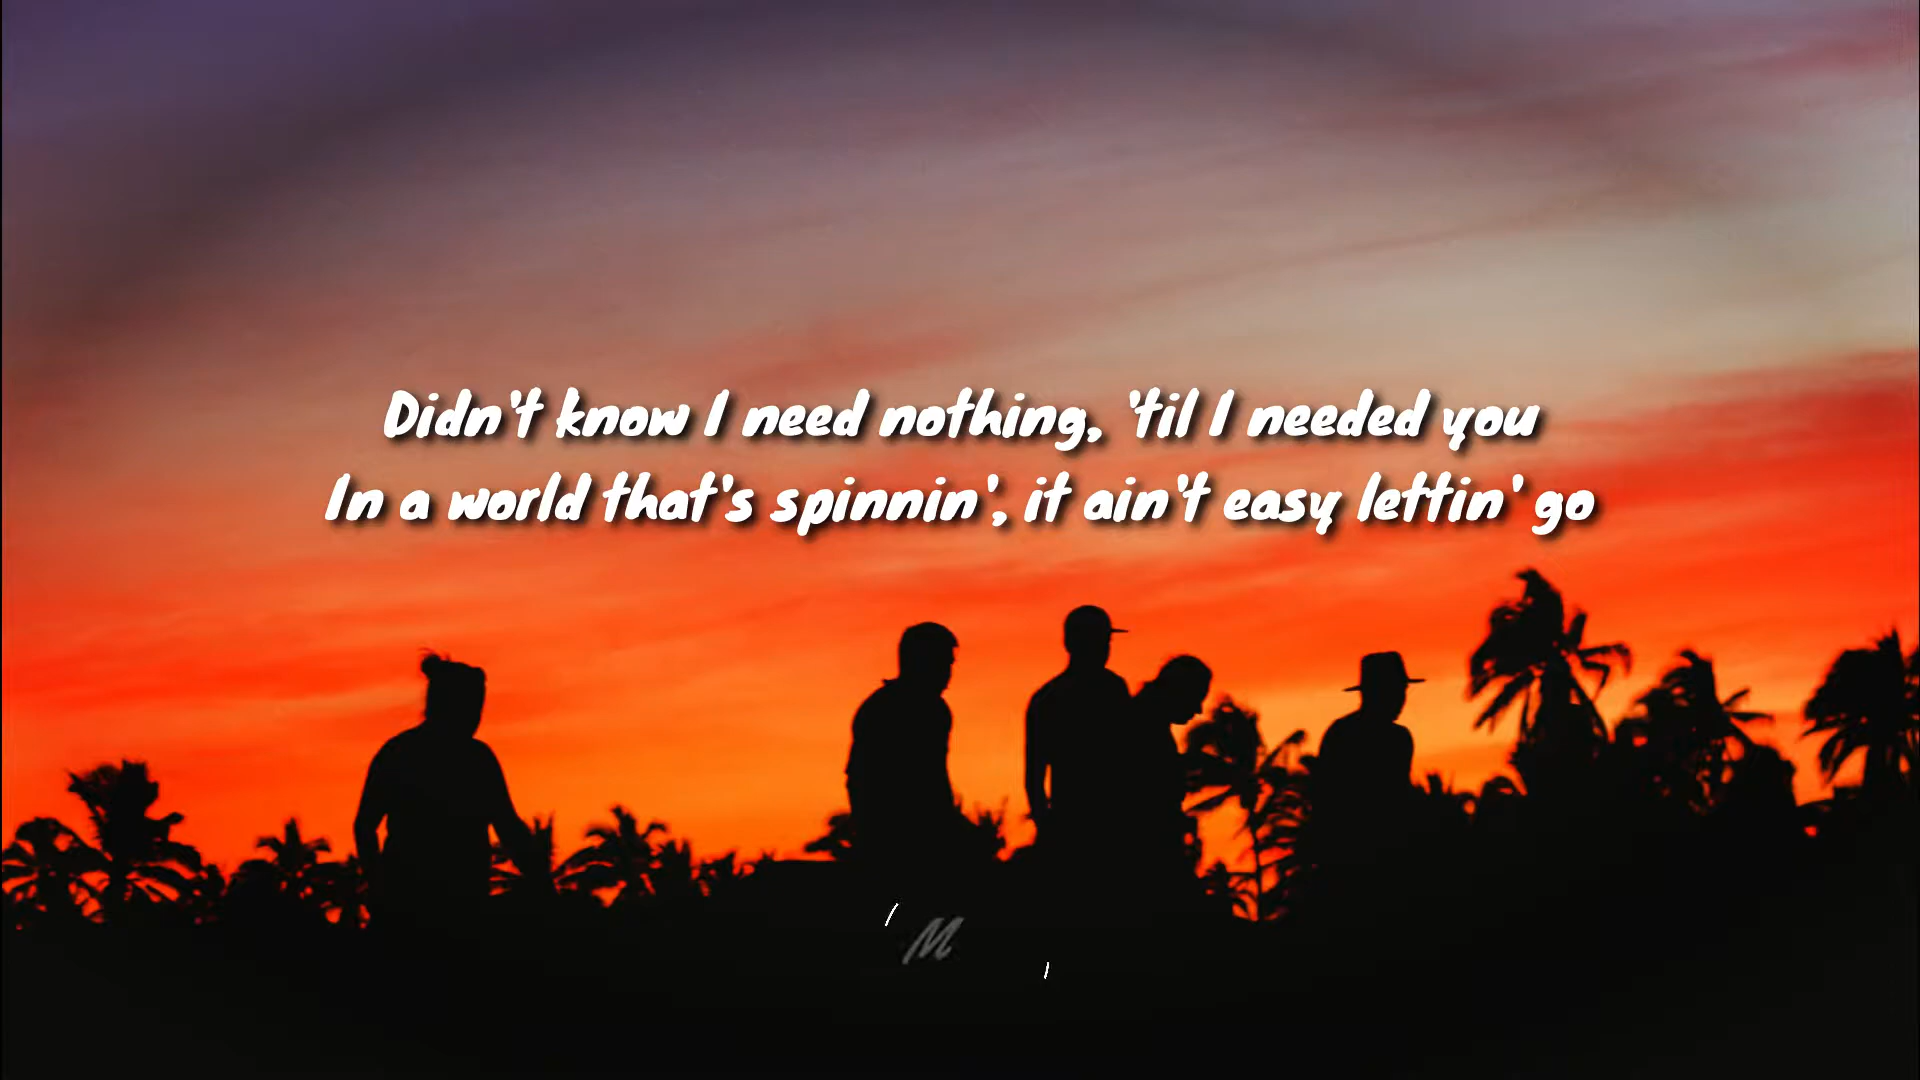 Didn't know I need nothing, 'til I needed you
In a world that's spinnin', it ain't easy lettin' go
M